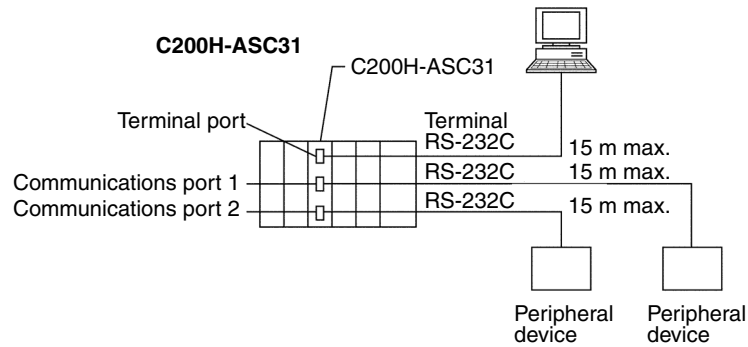 C200H-ASC31
C200H-ASC31
Terminal port
Terminal
RS-232C
15 m max.
Communications port 1
RS-232C
15 m max.
Communications port 2
RS-232C
15 m max.
Peripheral
device
Peripheral
device